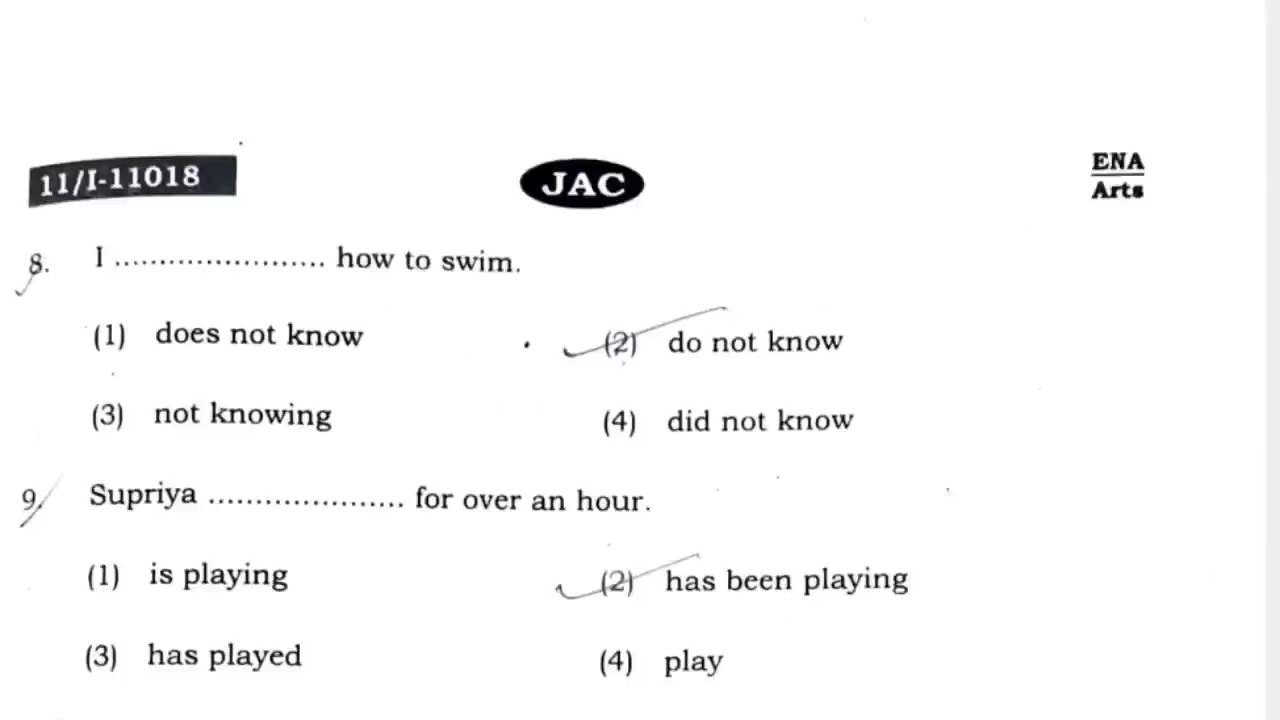 11/I-11018 JAC ENA
Arts
8. I ....................... how to swim.
(1) does not know (2) do not know
(3) not knowing (4) did not know
9. Supriya ..................... for over an hour.
(1) is playing (2) has been playing
(3) has played (4) play